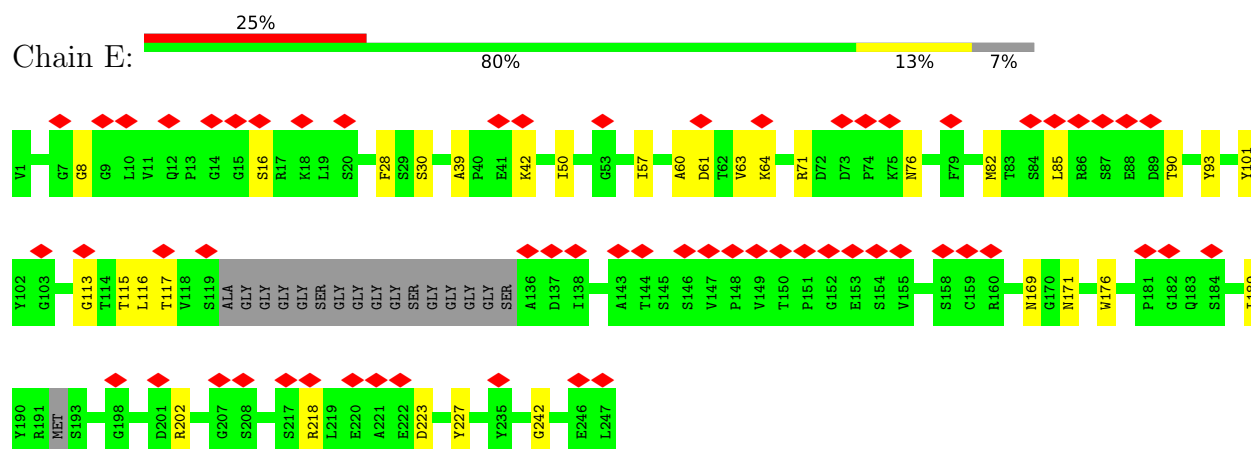 25%
Chain E:
80% 13% 7%
V1 G7 G8 G9 L10 V11 Q12 P13 G14 G15 S16 R17 K18 L19 S20 F28 S29 S30 A39 P40 E41 K42 I50 G53 I57 A60 D61 T62 V63 K64 R71 D72 D73 P74 K75 N76 F79 M82 T83 S84 L85 R86 S87 E88 D89 T90 Y93 Y101
Y102 G103 G113 T114 T115 L116 T117 V118 S119 ALA GLY GLY GLY GLY SER GLY GLY GLY GLY SER GLY GLY GLY GLY SER A136 D137 I138 A143 T144 S145 S146 V147 P148 V149 T150 P151 G152 E153 S154 V155 S158 C159 R160 N169 G170 N171 W176 P181 G182 Q183 S184
Y190 R191 MET S193 G198 D201 R202 G207 S208 S217 R218 L219 E220 A221 E222 D223 Y227 Y235 G242 E246 L247